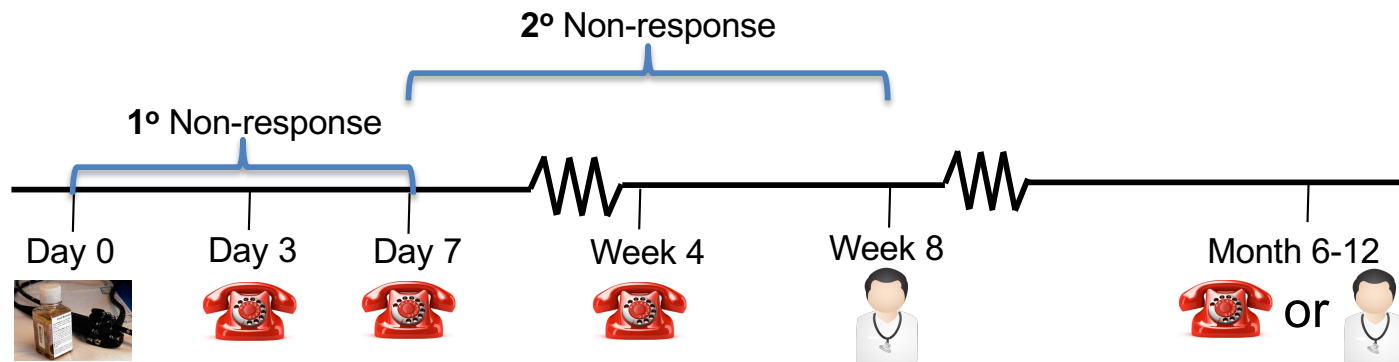 2º Non-response
1º Non-response
Day 0
Day 3
Day 7
Week 4
Week 8
Month 6-12
or